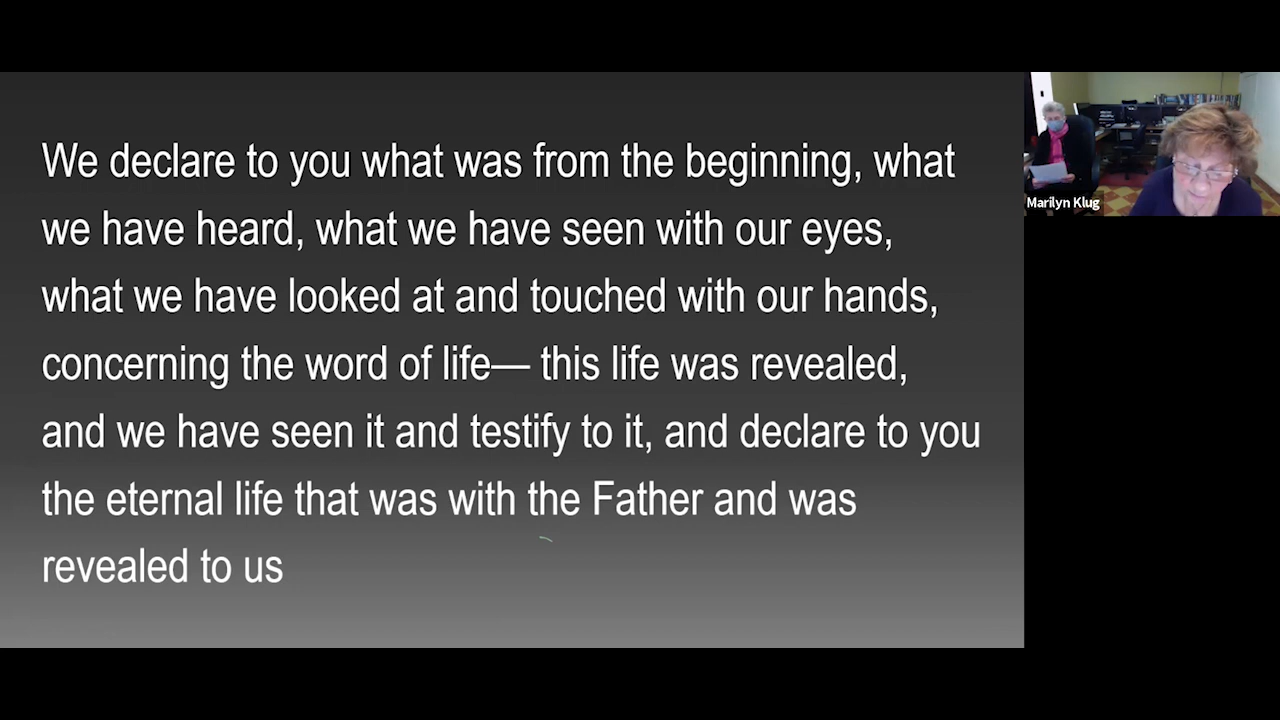 We declare to you what was from the beginning, what
we have heard, what we have seen with our eyes,
what we have looked at and touched with our hands,
concerning the word of life— this life was revealed,
and we have seen it and testify to it, and declare to you
the eternal life that was with the Father and was
revealed to us
Marilyn Klug